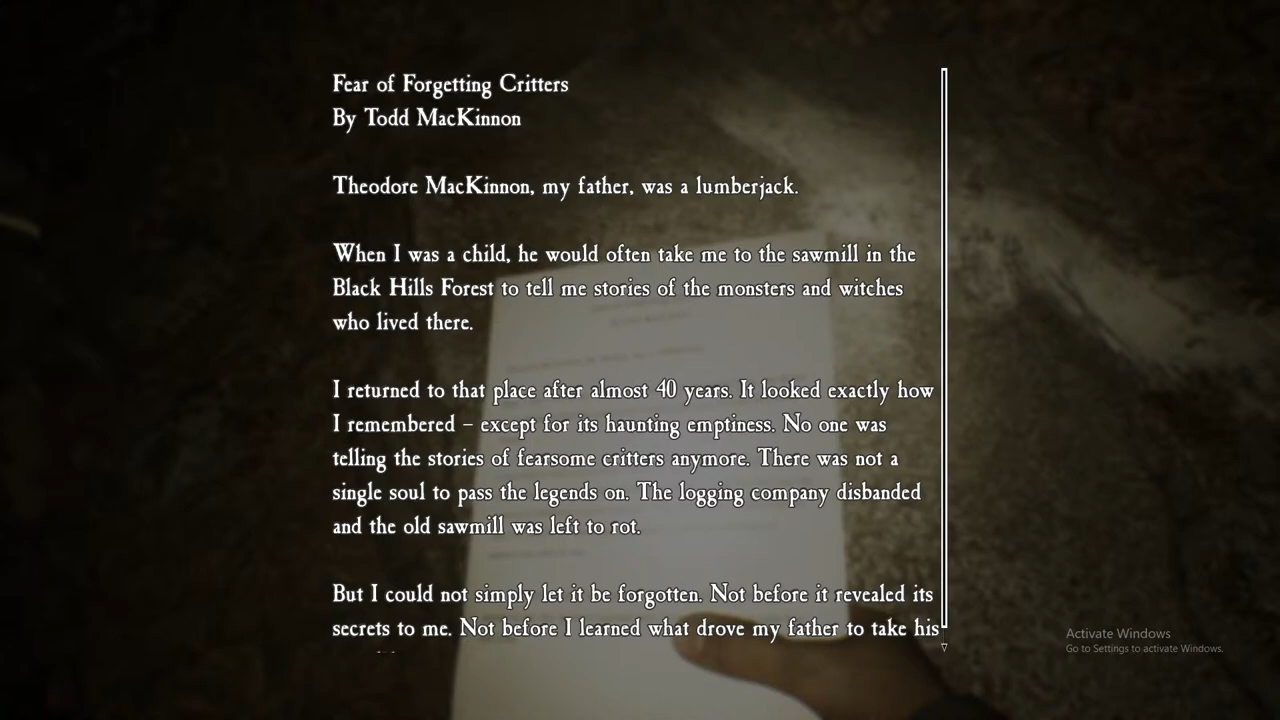 Fear of Forgetting Critters
By Todd MacKinnon
Theodore MacKinnon, my father, was a lumberjack.
When I was a child, he would often take me to the sawmill in the
Black Hills Forest to tell me stories of the monsters and witches
who lived there.
I returned to that place after almost 40 years. It looked exactly how
I remembered – except for its haunting emptiness. No one was
telling the stories of fearsome critters anymore. There was not a
single soul to pass the legends on. The logging company disbanded
and the old sawmill was left to rot.
But I could not simply let it be forgotten. Not before it revealed its
secrets to me. Not before I learned what drove my father to take his
Activate Windows
Go to Settings to activate Windows.